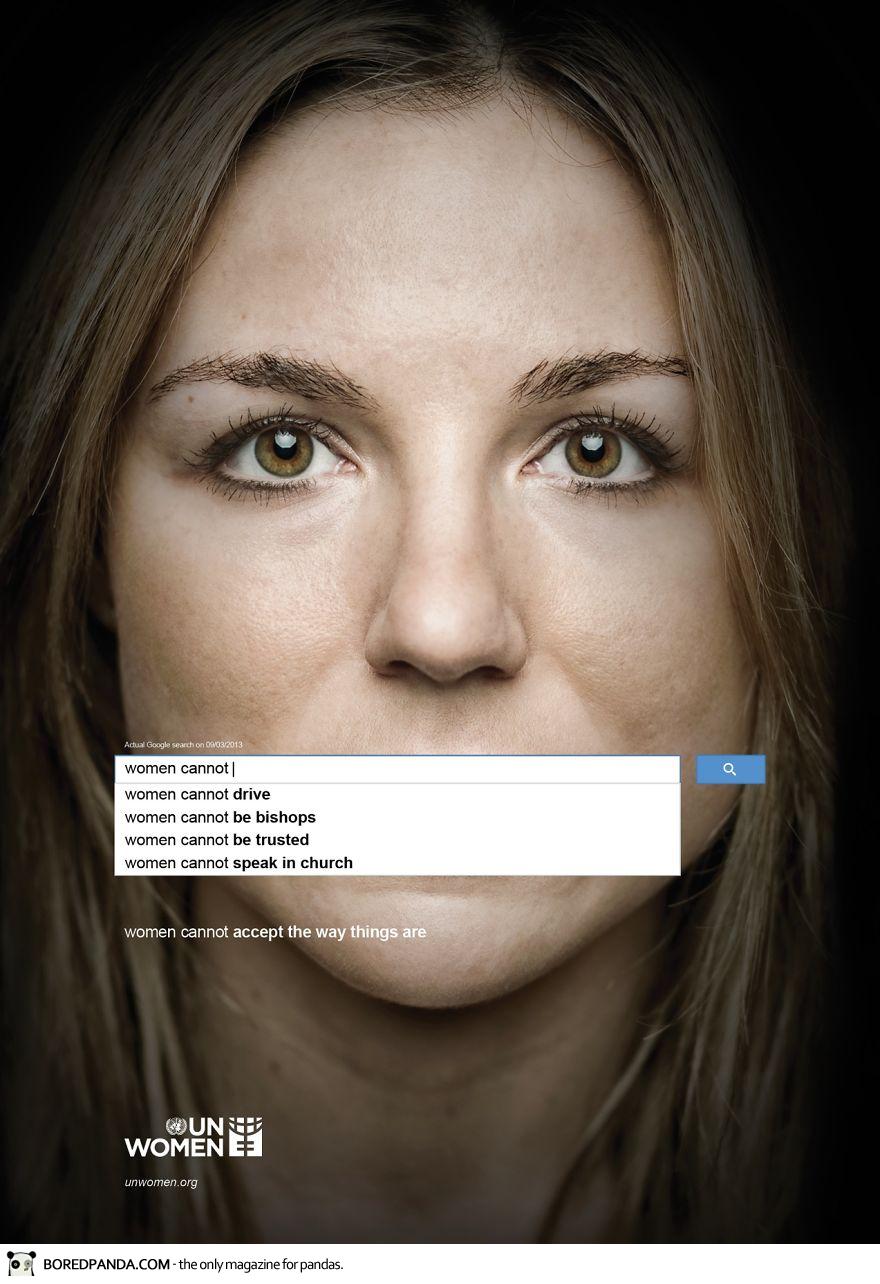 Actual Google search on 09/03/2013
women cannot
women cannot drive
women cannot be bishops
women cannot be trusted
women cannot speak in church
women cannot accept the way things are
UN
WOMEN
unwomen.org
BOREDPANDA.COM - the only magazine for pandas.